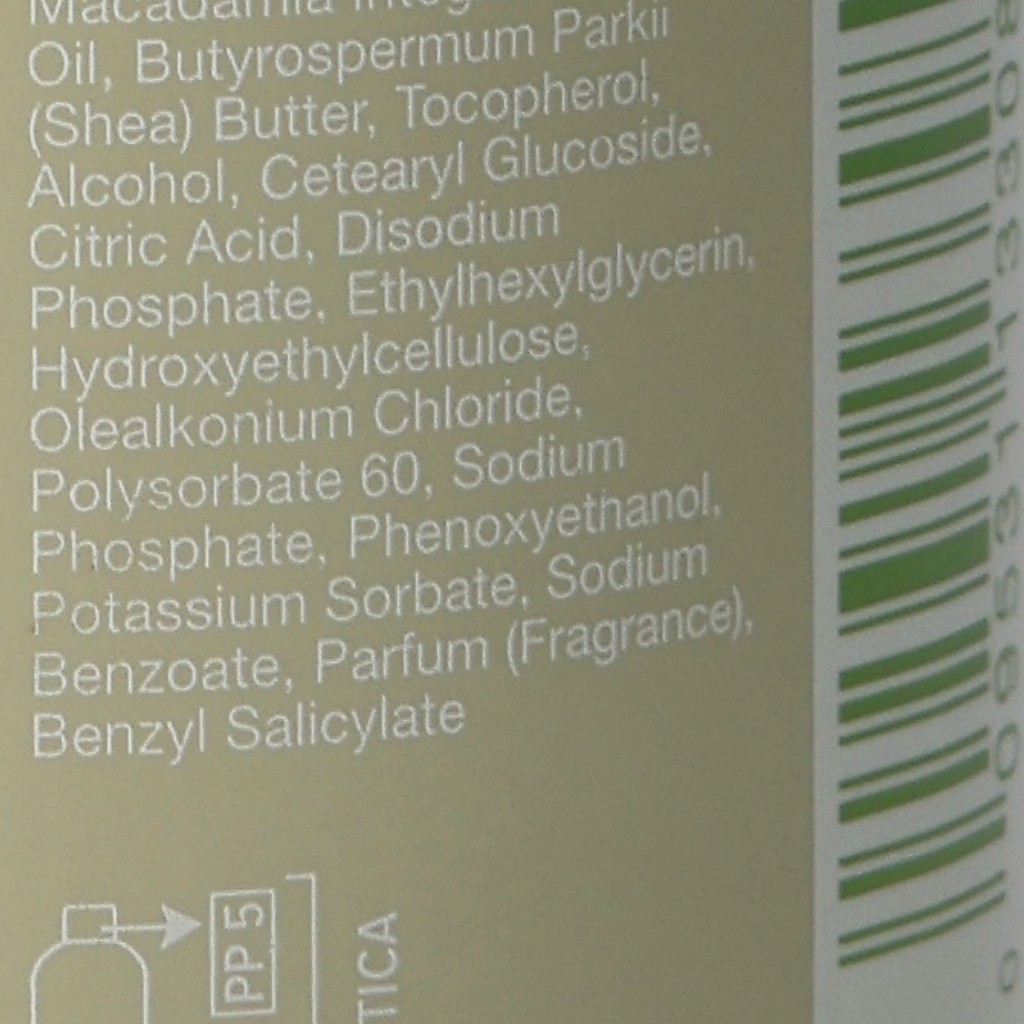 Macadamia
Oil, Butyrospermum Parkii
(Shea) Butter, Tocopherol,
Alcohol, Cetearyl Glucoside,
Citric Acid, Disodium
Phosphate, Ethylhexylglycerin,
Hydroxyethylcellulose,
Olealkonium Chloride,
Polysorbate 60, Sodium
Phosphate, Phenoxyethanol,
Potassium Sorbate, Sodium
Benzoate, Parfum (Fragrance),
Benzyl Salicylate
PP 5
TICA